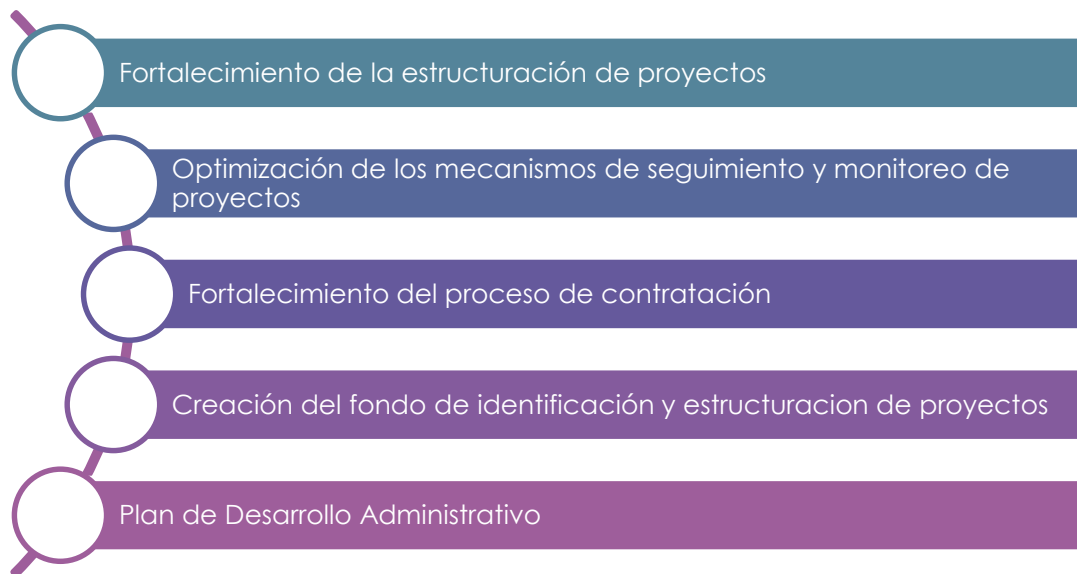 Fortalecimiento de la estructuración de proyectos
Optimización de los mecanismos de seguimiento y monitoreo de
proyectos
Fortalecimiento del proceso de contratación
Creación del fondo de identificación y estructuracion de proyectos
Plan de Desarrollo Administrativo